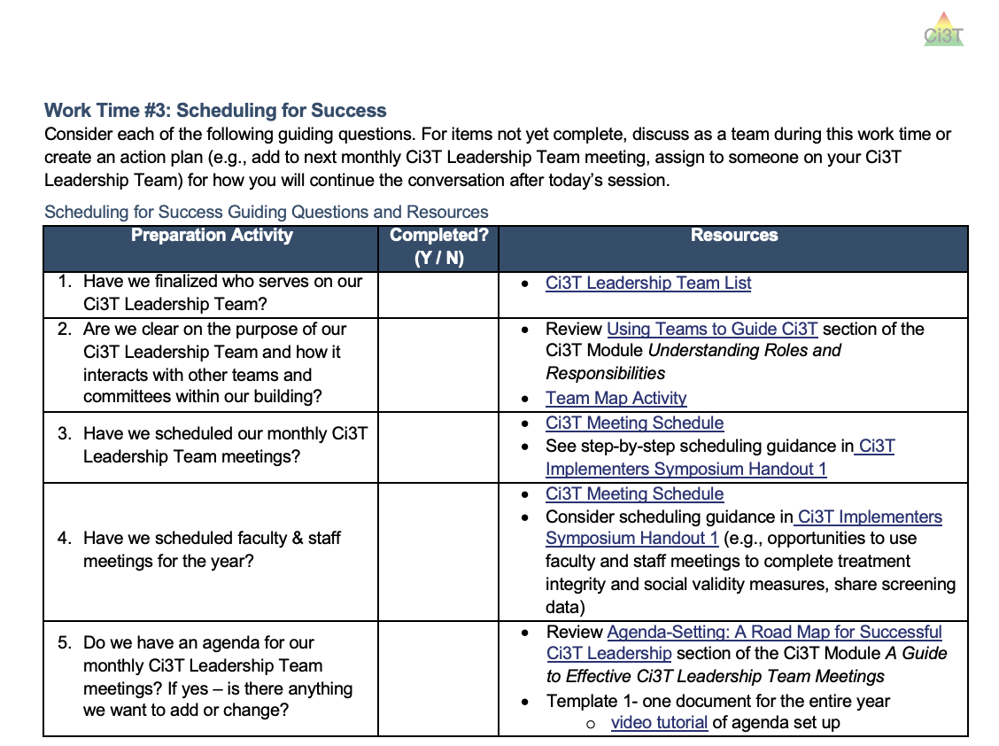 Ci3T
Work Time #3: Scheduling for Success
Consider each of the following guiding questions. For items not yet complete, discuss as a team during this work time or
create an action plan (e.g., add to next monthly Ci3T Leadership Team meeting, assign to someone on your Ci3T
Leadership Team) for how you will continue the conversation after today’s session.
Scheduling for Success Guiding Questions and Resources
Preparation Activity
Completed?
(Y / N)
Resources
1. Have we finalized who serves on our
Ci3T Leadership Team?
• Ci3T Leadership Team List
2. Are we clear on the purpose of our
Ci3T Leadership Team and how it
interacts with other teams and
committees within our building?
• Review Using Teams to Guide Ci3T section of the
Ci3T Module Understanding Roles and
Responsibilities
• Team Map Activity
3. Have we scheduled our monthly Ci3T
Leadership Team meetings?
• Ci3T Meeting Schedule
• See step-by-step scheduling guidance in Ci3T
Implementers Symposium Handout 1
4. Have we scheduled faculty & staff
meetings for the year?
• Ci3T Meeting Schedule
• Consider scheduling guidance in Ci3T Implementers
Symposium Handout 1 (e.g., opportunities to use
faculty and staff meetings to complete treatment
integrity and social validity measures, share screening
data)
5. Do we have an agenda for our
monthly Ci3T Leadership Team
meetings? If yes – is there anything
we want to add or change?
• Review Agenda-Setting: A Road Map for Successful
Ci3T Leadership section of the Ci3T Module A Guide
to Effective Ci3T Leadership Team Meetings
• Template 1- one document for the entire year
o video tutorial of agenda set up